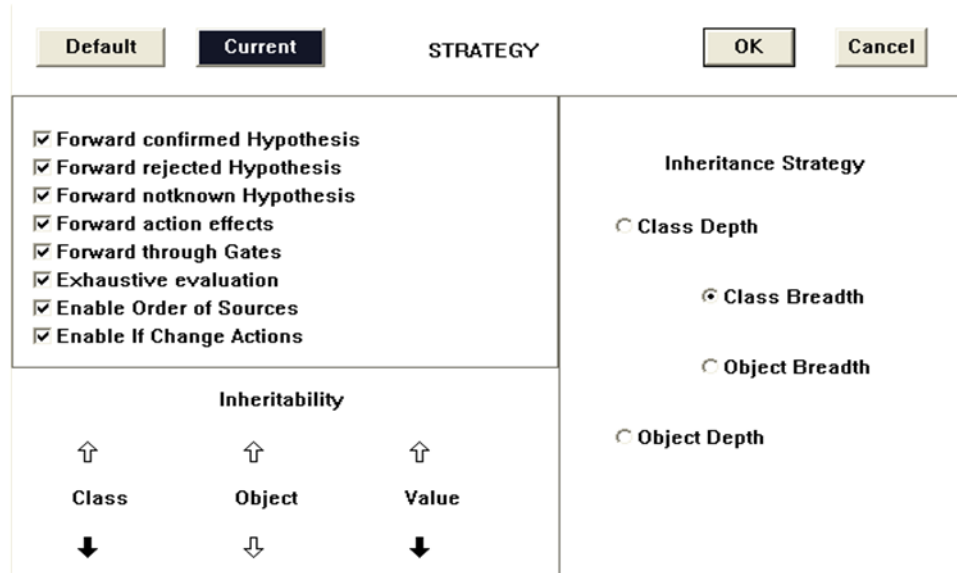 Default Current STRATEGY OK Cancel
Forward confirmed Hypothesis
Forward rejected Hypothesis
Forward notknown Hypothesis
Forward action effects
Forward through Gates
Exhaustive evaluation
Enable Order of Sources
Enable If Change Actions
Inheritability
Class Object Value
Inheritance Strategy
Class Depth
Class Breadth
Object Breadth
Object Depth